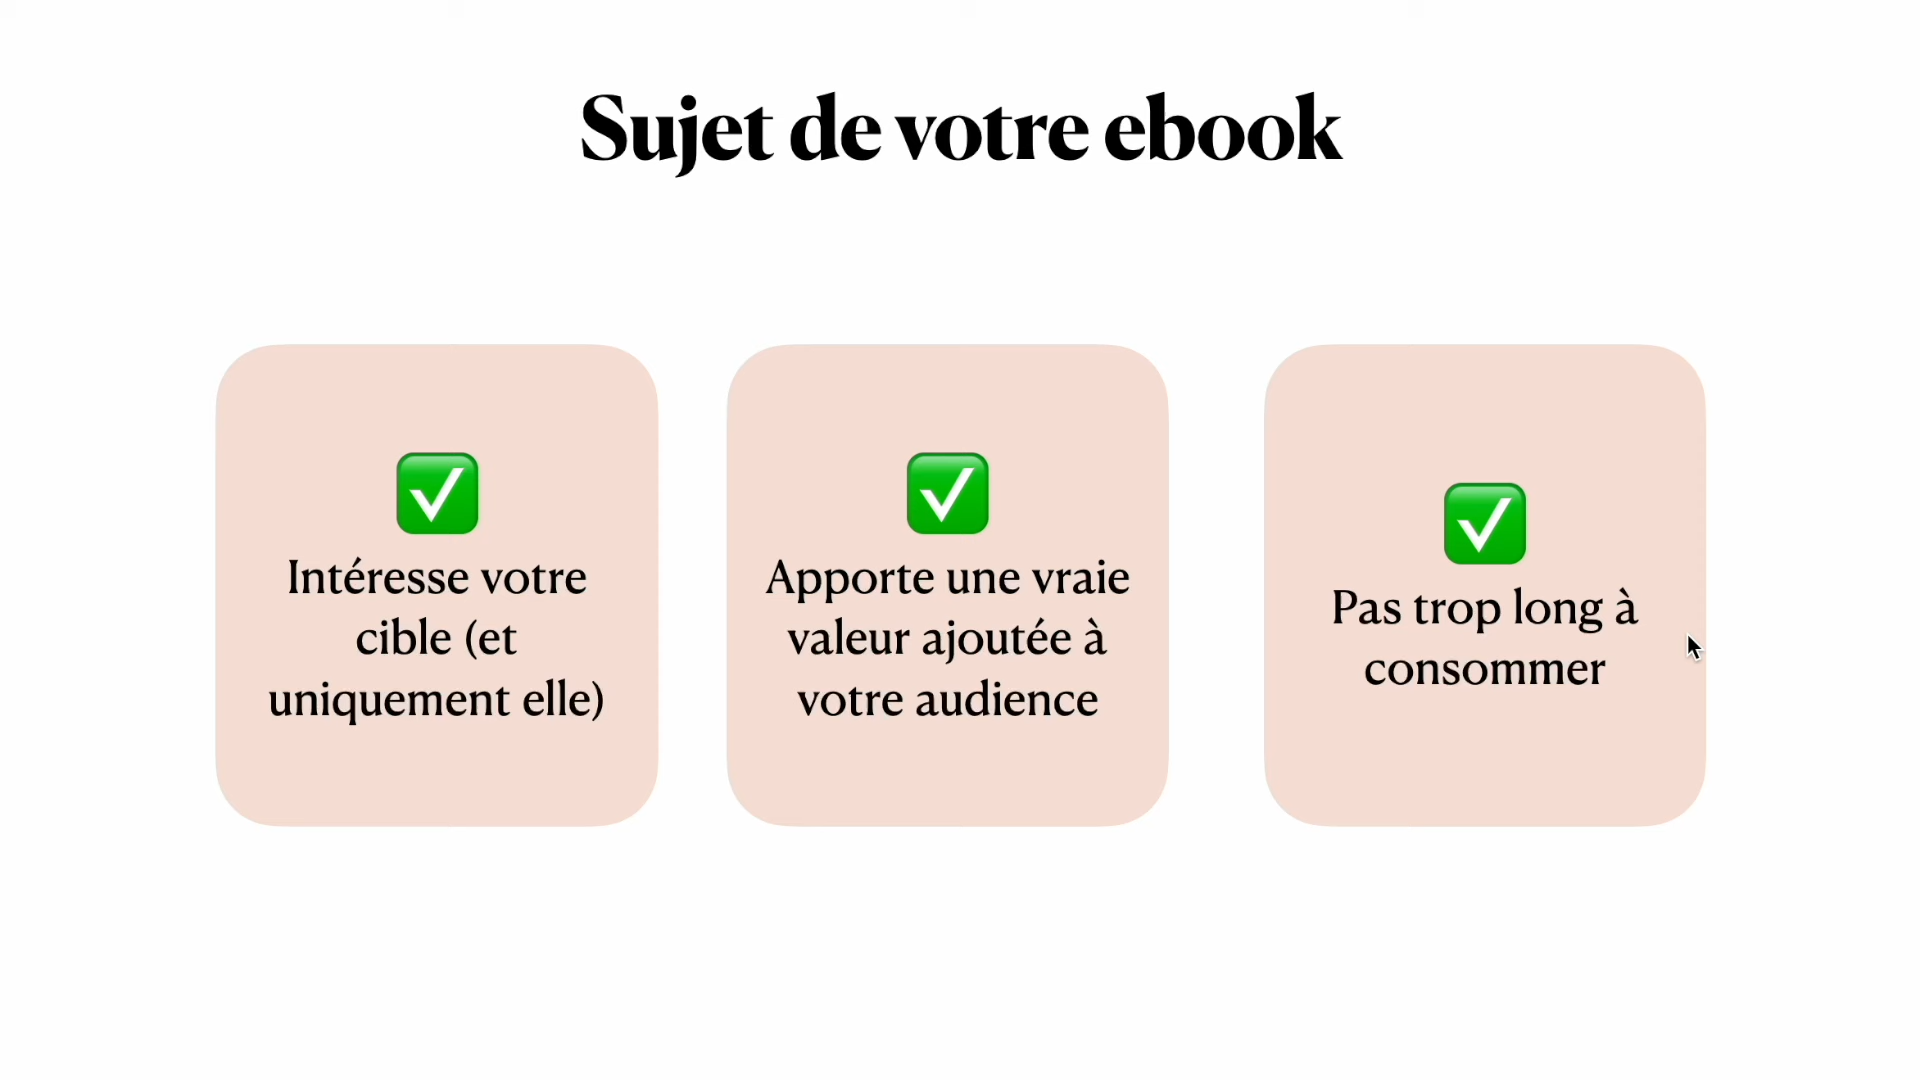 Sujet de votre ebook
✅
Intéresse votre
cible (et
uniquement elle)
✅
Apporte une vraie
valeur ajoutée à
votre audience
✅
Pas trop long à
consommer